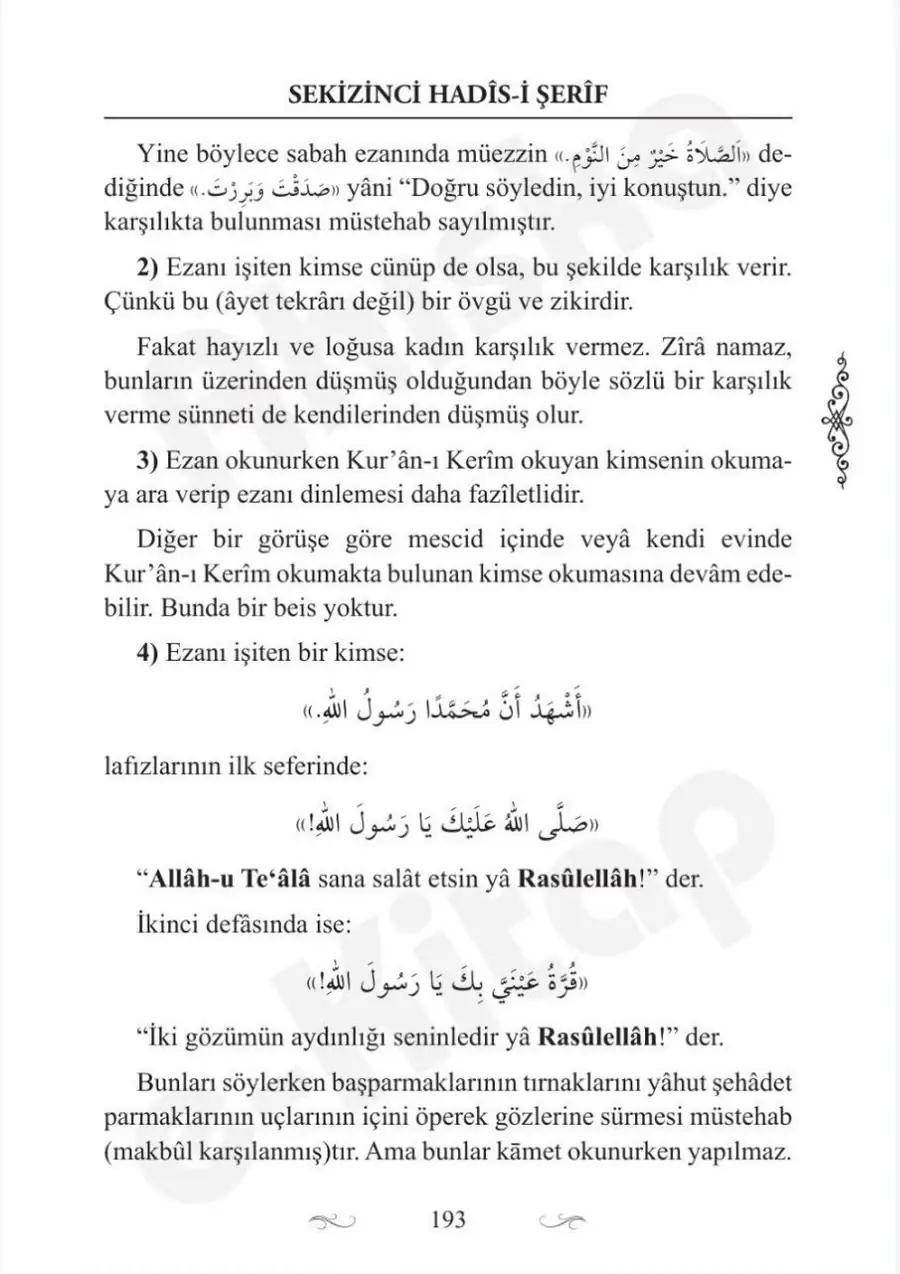 SEKİZİNCİ HADÎS-İ ŞERÎF
Yine böylece sabah ezanında müezzin «اَلصَّلَاةُ خَيْرٌ مِنَ النَّوْمِ.» de-
diğinde «صَدَقْتَ وَبَرِرْتَ.» yâni “Doğru söyledin, iyi konuştun.” diye
karşılıkta bulunması müstehab sayılmıştır.
2) Ezanı işiten kimse cünüp de olsa, bu şekilde karşılık verir.
Çünkü bu (âyet tekrârı değil) bir övgü ve zikirdir.
Fakat hayızlı ve loğusa kadın karşılık vermez. Zîrâ namaz,
bunların üzerinden düşmüş olduğundan böyle sözlü bir karşılık
verme sünneti de kendilerinden düşmüş olur.
3) Ezan okunurken Kur’ân-ı Kerîm okuyan kimsenin okuma-
ya ara verip ezanı dinlemesi daha fazîletlidir.
Diğer bir görüşe göre mescid içinde veyâ kendi evinde
Kur’ân-ı Kerîm okumakta bulunan kimse okumasına devâm ede-
bilir. Bunda bir beis yoktur.
4) Ezanı işiten bir kimse:
«أَشْهَدُ أَنَّ مُحَمَّدًا رَسُولُ اللهِ.»
lafızlarının ilk seferinde:
«صَلَّى اللهُ عَلَيْكَ يَا رَسُولَ اللهِ!»
“Allâh-u Te‘âlâ sana salât etsin yâ Rasûlellâh!” der.
İkinci defâsında ise:
«قُرَّةُ عَيْنَيَّ بِكَ يَا رَسُولَ اللهِ!»
“İki gözümün aydınlığı seninledir yâ Rasûlellâh!” der.
Bunları söylerken başparmaklarının tırnaklarını yâhut şehâdet
parmaklarının uçlarının içini öperek gözlerine sürmesi müstehab
(makbûl karşılanmış)tır. Ama bunlar kāmet okunurken yapılmaz.
193
e-kitap